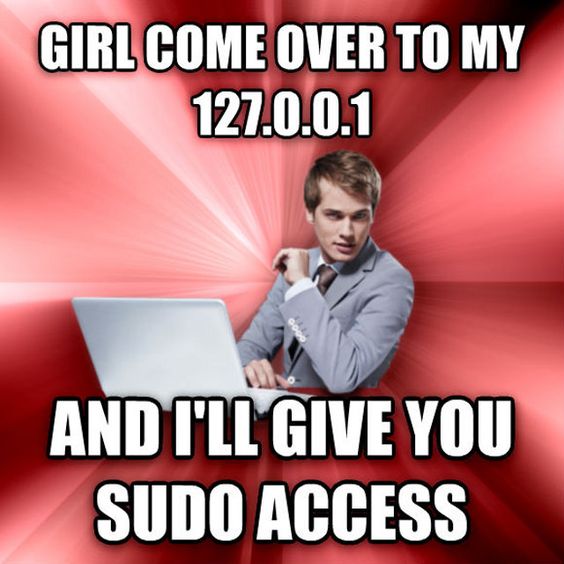 GIRL COME OVER TO MY
127.0.0.1
AND I'LL GIVE YOU
SUDO ACCESS